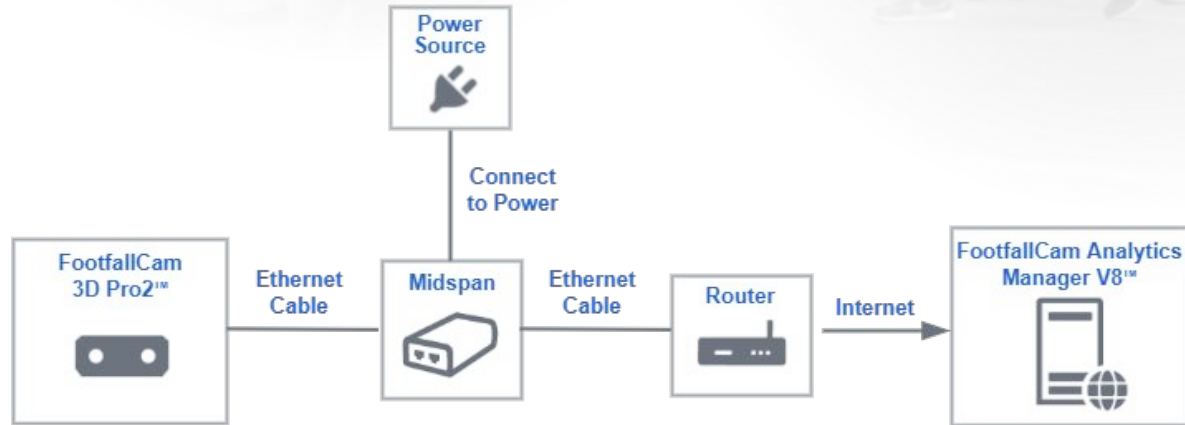 Power
Source
Connect
to Power
FootfallCam
3D Pro2™
Ethernet
Cable
Midspan
Ethernet
Cable
Router
Internet
FootfallCam Analytics
Manager V8™